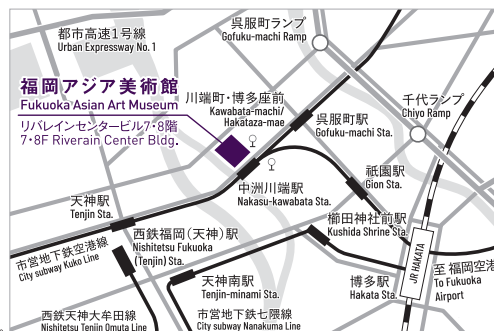 都市高速1号線
Urban Expressway No. 1
呉服町ランプ
Gofuku-machi Ramp
福岡アジア美術館
Fukuoka Asian Art Museum
リバレインセンタービル7・8階
7・8F Riverain Center Bldg.
川端町・博多座前
Kawabata-machi/
Hakataza-mae
呉服町駅
Gofuku-machi Sta.
千代ランプ
Chiyo Ramp
中洲川端駅
Nakasu-kawabata Sta.
祇園駅
Gion Sta.
天神駅
Tenjin Sta.
西鉄福岡(天神)駅
Nishitetsu Fukuoka
(Tenjin) Sta.
櫛田神社前駅
Kushida Shrine Sta.
市営地下鉄空港線
City subway Kuko Line
天神南駅
Tenjin-minami Sta.
博多駅
Hakata Sta.
JR HAKATA
至 福岡空港
To Fukuoka
Airport
西鉄天神大牟田線
Nishitetsu Tenjin Omuta Line
市営地下鉄七隈線
City subway Nanakuma Line